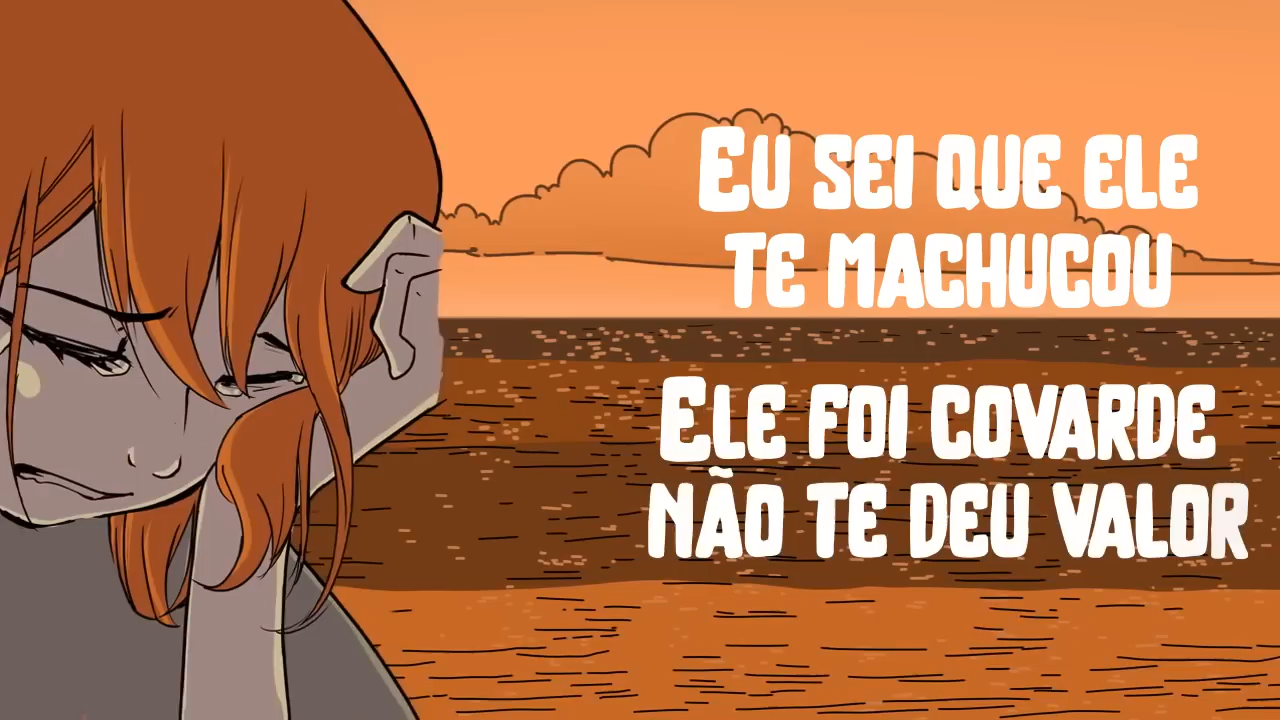 Eu sei que ele
te machucou
Ele foi covarde
não te deu valor